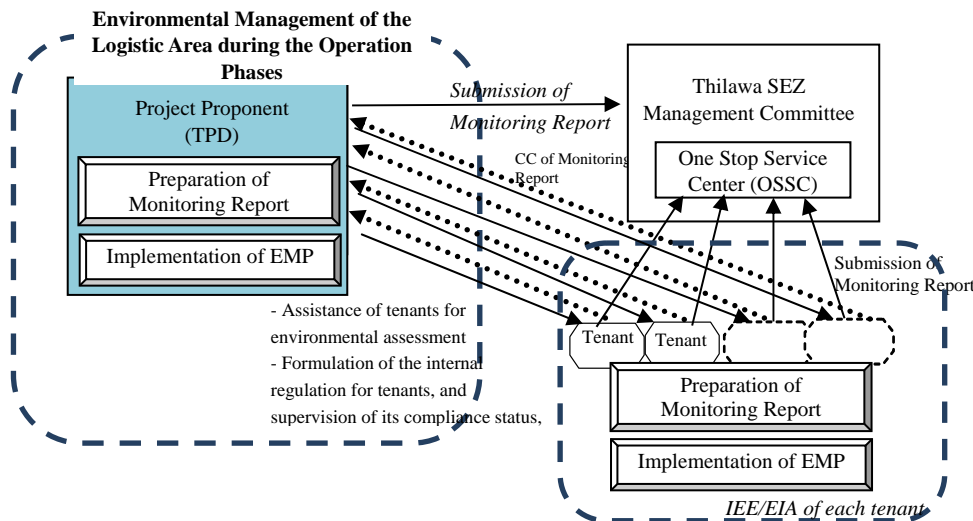 Environmental Management of the
Logistic Area during the Operation
Phases
Project Proponent
(TPD)
Preparation of
Monitoring Report
Implementation of EMP
Submission of
Monitoring Report
CC of Monitoring
Report
Thilawa SEZ
Management Committee
One Stop Service
Center (OSSC)
Submission of
Monitoring Report
- Assistance of tenants for
environmental assessment
- Formulation of the internal
regulation for tenants, and
supervision of its compliance status,
Tenant
Tenant
Preparation of
Monitoring Report
Implementation of EMP
IEE/EIA of each tenant